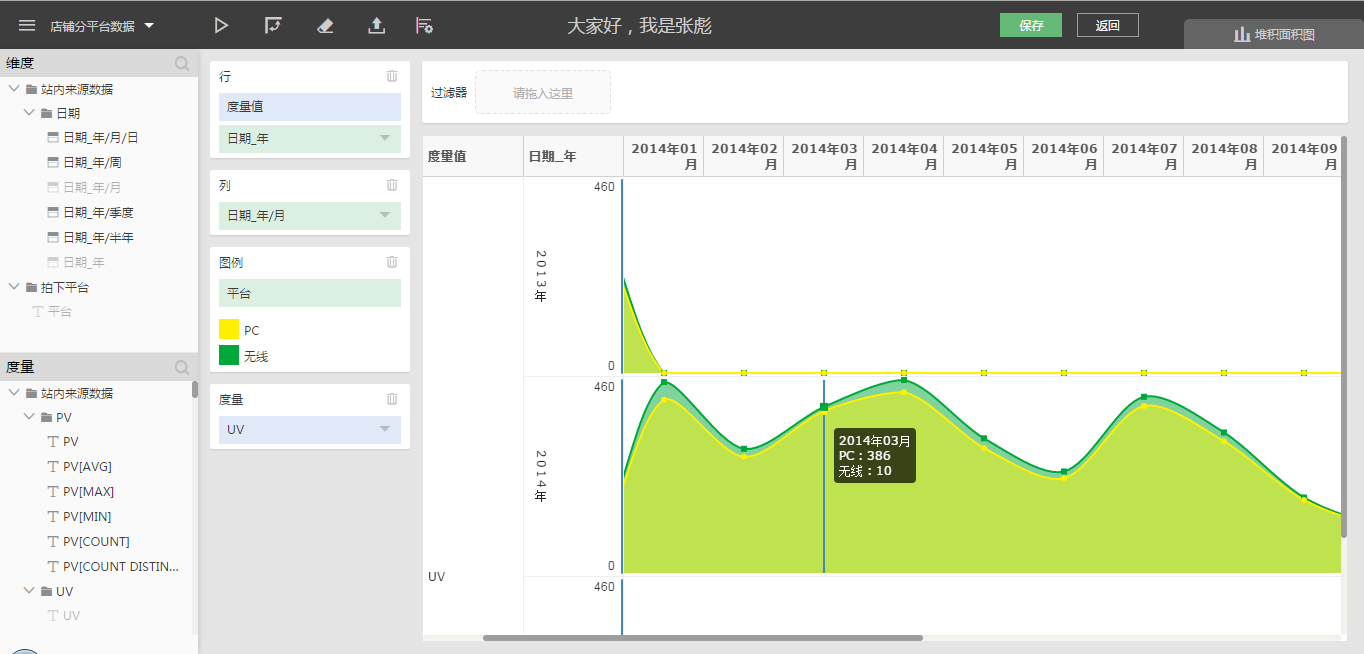 店铺分平台数据
大家好，我是张彪
保存
返回
堆积面积图
维度
站内来源数据
日期
日期_年/月/日
日期_年/周
日期_年/月
日期_年/季度
日期_年/半年
日期_年
拍下平台
平台
度量
站内来源数据
PV
PV
PV[AVG]
PV[MAX]
PV[MIN]
PV[COUNT]
PV[COUNT DISTIN...
UV
UV
行
度量值
日期_年
列
日期_年/月
图例
平台
PC
无线
度量
UV
过滤器
请拖入这里
度量值
日期_年
2014年01月
2014年02月
2014年03月
2014年04月
2014年05月
2014年06月
2014年07月
2014年08月
2014年09月
460
2013年
0
460
2014年03月
PC：386
无线：10
2014年
0
UV
460